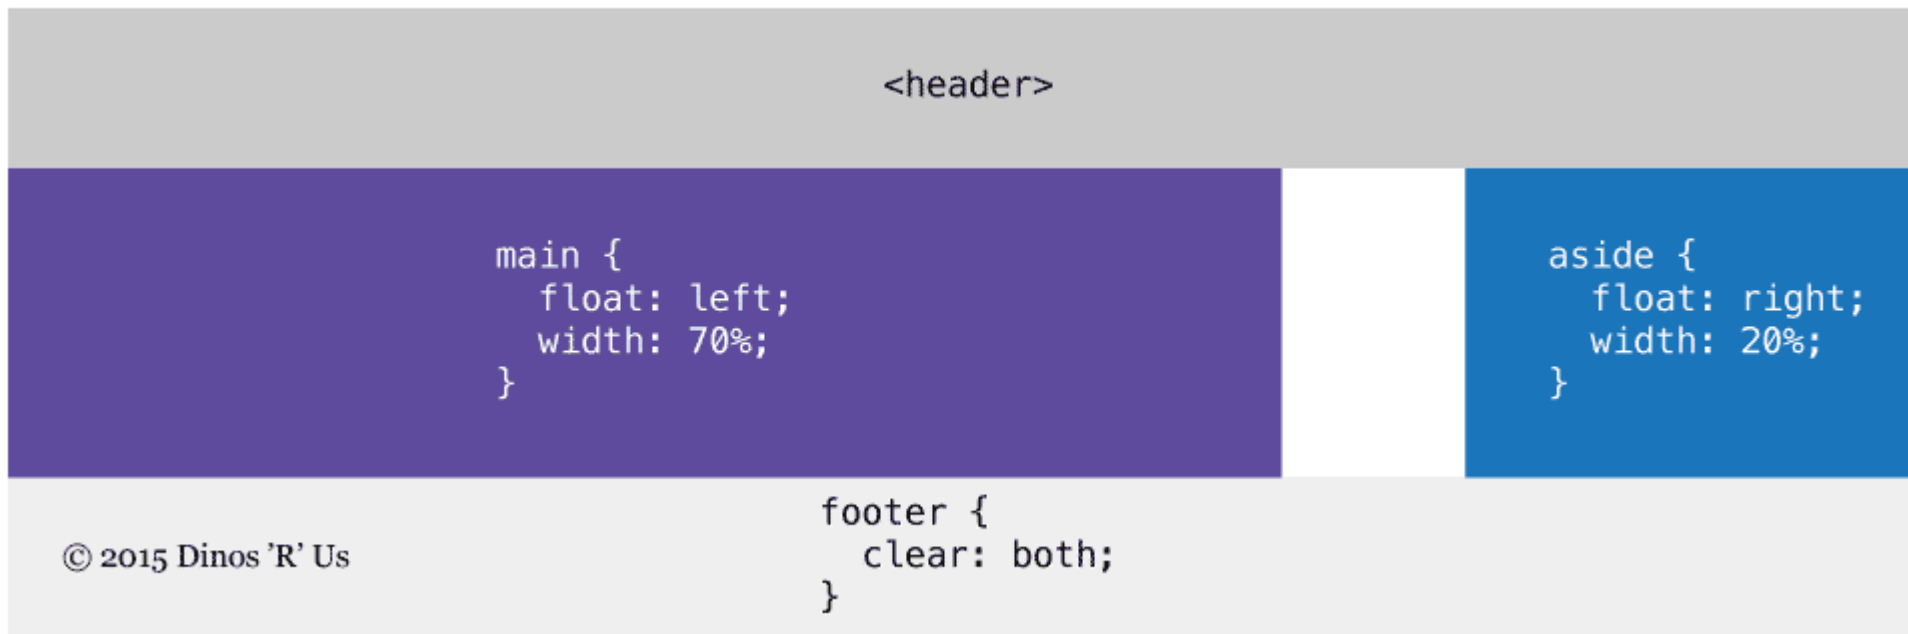 <header>
main {
  float: left;
  width: 70%;
}
aside {
  float: right;
  width: 20%;
}
footer {
  clear: both;
}
© 2015 Dinos ’R’ Us